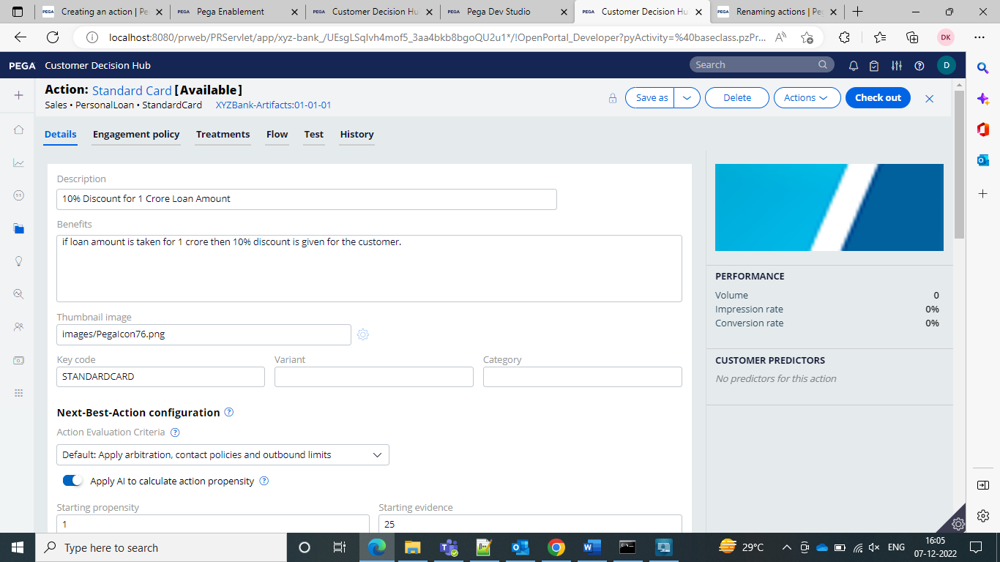 Creating an action | Pe
Pega Enablement
Customer Decision Hu
Pega Dev Studio
Customer Decision Hu
Renaming actions | Peg
localhost:8080/prweb/PRServlet/app/xyz-bank_/UEsgLSqIvh4mof5_3aa4bkb8bgoQU2u1*/!OpenPortal_Developer?pyActivity=%40baseclass.pzPr...
DK
PEGA Customer Decision Hub
Search
D
Action: Standard Card [Available]
Sales • PersonalLoan • StandardCard XYZBank-Artifacts:01-01-01
Save as
Delete
Actions
Check out
Details
Engagement policy
Treatments
Flow
Test
History
Description
10% Discount for 1 Crore Loan Amount
Benefits
if loan amount is taken for 1 crore then 10% discount is given for the customer.
Thumbnail image
images/PegaIcon76.png
Key code
Variant
Category
STANDARDCARD
Next-Best-Action configuration
Action Evaluation Criteria
Default: Apply arbitration, contact policies and outbound limits
Apply AI to calculate action propensity
Starting propensity
Starting evidence
1
25
PERFORMANCE
Volume 0
Impression rate 0%
Conversion rate 0%
CUSTOMER PREDICTORS
No predictors for this action
Type here to search
29°C
ENG
16:05
07-12-2022